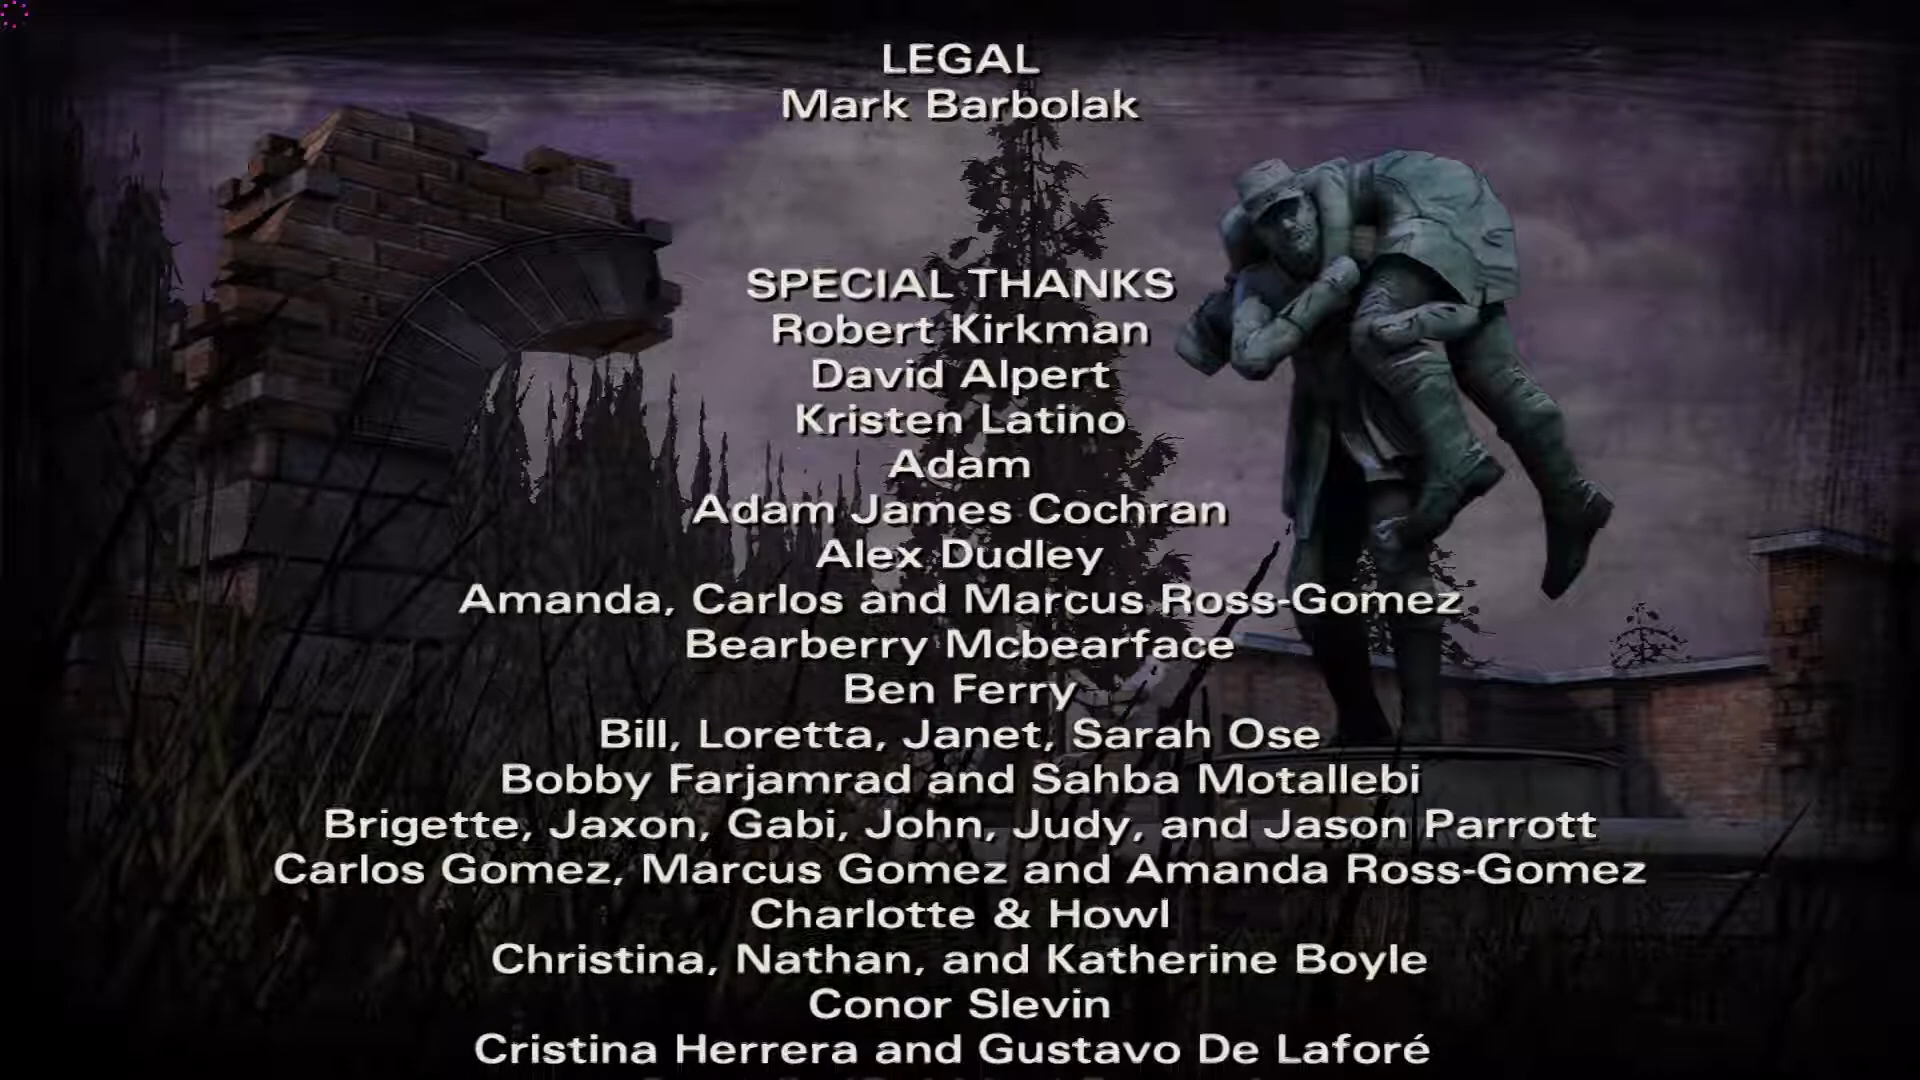 LEGAL
Mark Barbolak
SPECIAL THANKS
Robert Kirkman
David Alpert
Kristen Latino
Adam
Adam James Cochran
Alex Dudley
Amanda, Carlos and Marcus Ross-Gomez
Bearberry Mcbearface
Ben Ferry
Bill, Loretta, Janet, Sarah Ose
Bobby Farjamrad and Sahba Motallebi
Brigette, Jaxon, Gabi, John, Judy, and Jason Parrott
Carlos Gomez, Marcus Gomez and Amanda Ross-Gomez
Charlotte & Howl
Christina, Nathan, and Katherine Boyle
Conor Slevin
Cristina Herrera and Gustavo De Laforé